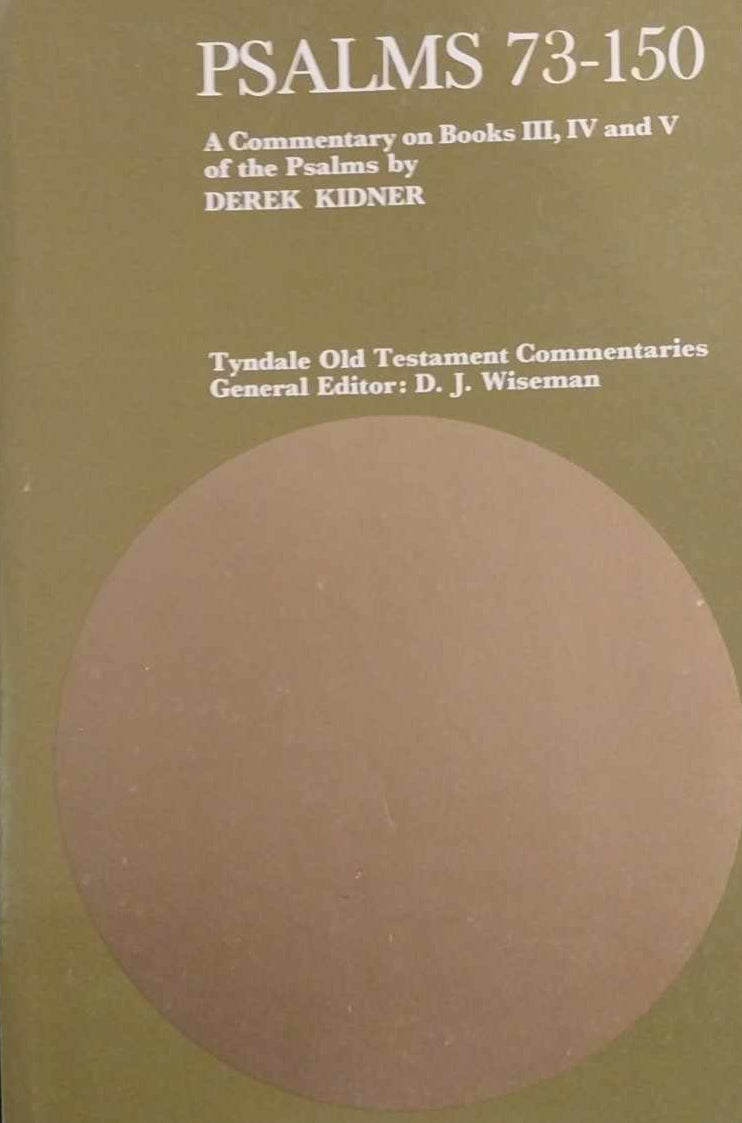 PSALMS 73-150
A Commentary on Books III, IV and V
of the Psalms by
DEREK KIDNER
Tyndale Old Testament Commentaries
General Editor: D. J. Wiseman